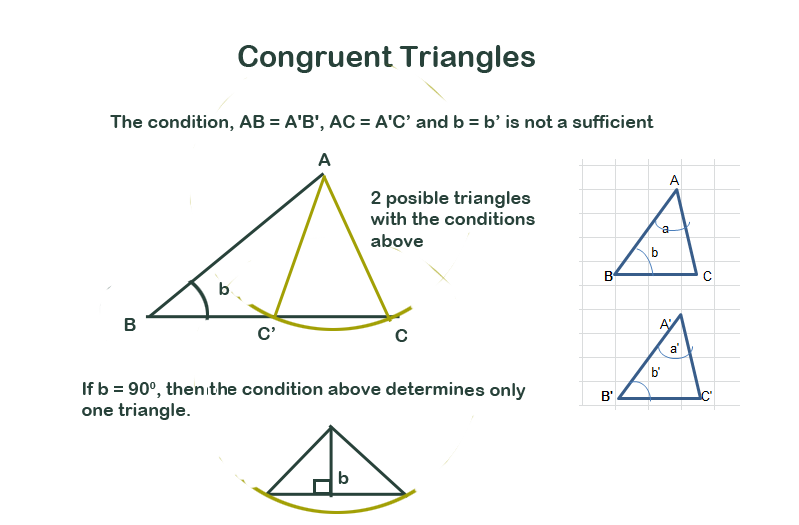 Congruent Triangles
The condition, AB = A'B', AC = A'C’ and b = b’ is not a sufficient
A
2 posible triangles
with the conditions
above
b
B
C’
C
A
a
b
B
C
A'
a'
b'
B'
C'
If b = 90⁰, then the condition above determines only
one triangle.
b